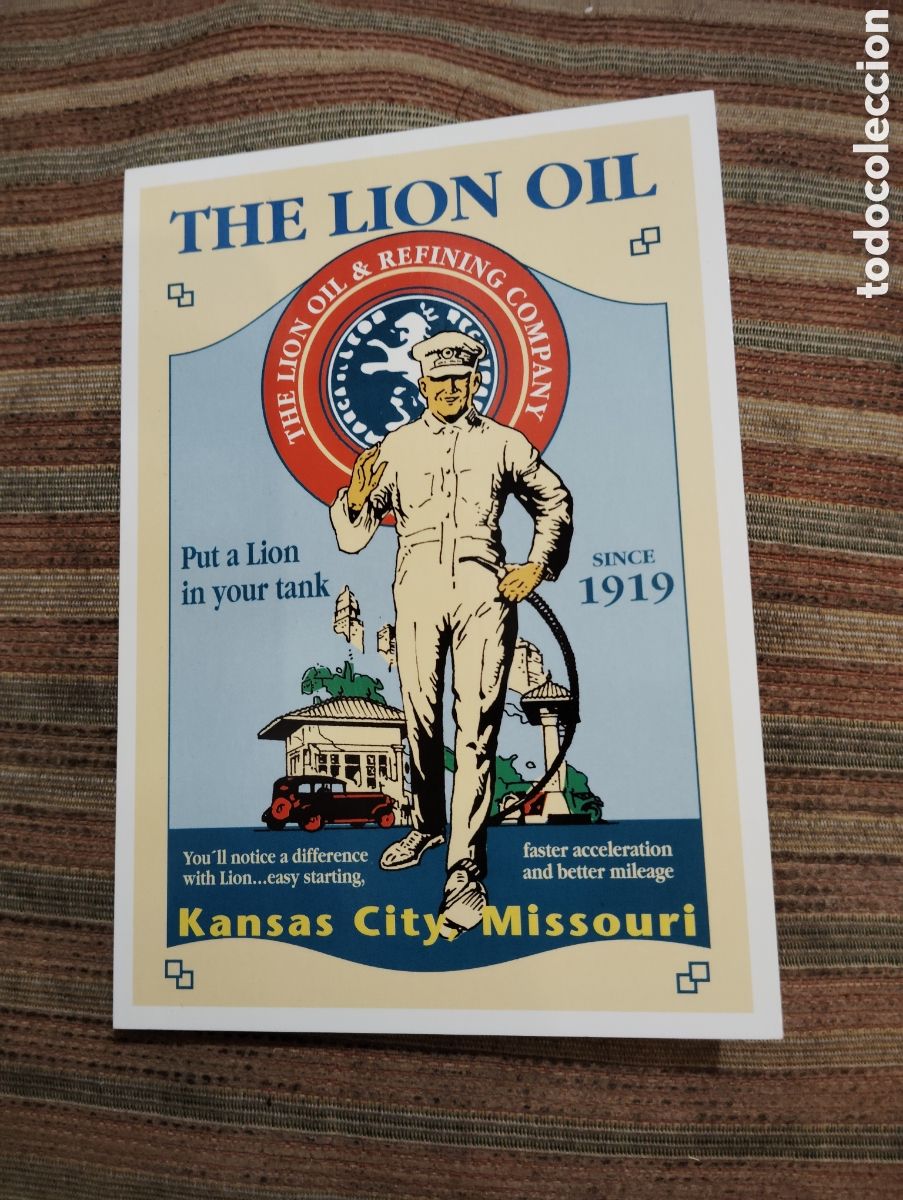 THE LION OIL
THE LION OIL & REFINING COMPANY
Put a Lion
in your tank
SINCE
1919
You´ll notice a difference
with Lion...easy starting,
faster acceleration
and better mileage
Kansas City, Missouri
todocoleccion